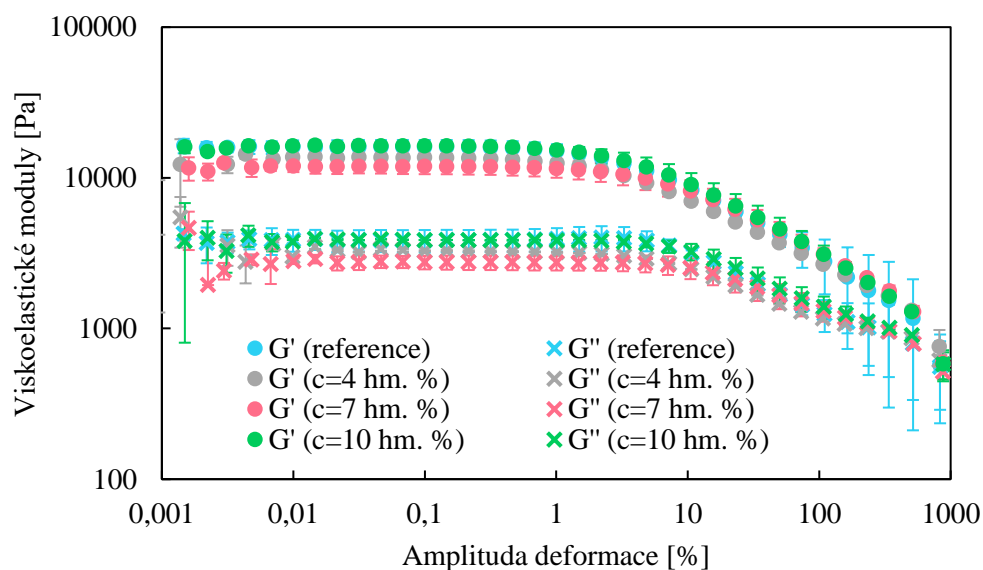 100000
10000
1000
100
Viskoelastické moduly [Pa]
G' (reference)
G'' (reference)
G' (c=4 hm. %)
G'' (c=4 hm. %)
G' (c=7 hm. %)
G'' (c=7 hm. %)
G' (c=10 hm. %)
G'' (c=10 hm. %)
0,001
0,01
0,1
1
10
100
1000
Amplituda deformace [%]